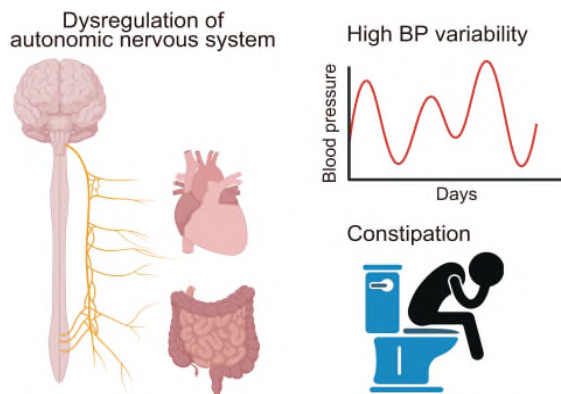 Dysregulation of
autonomic nervous system
High BP variability
Blood pressure
Days
Constipation